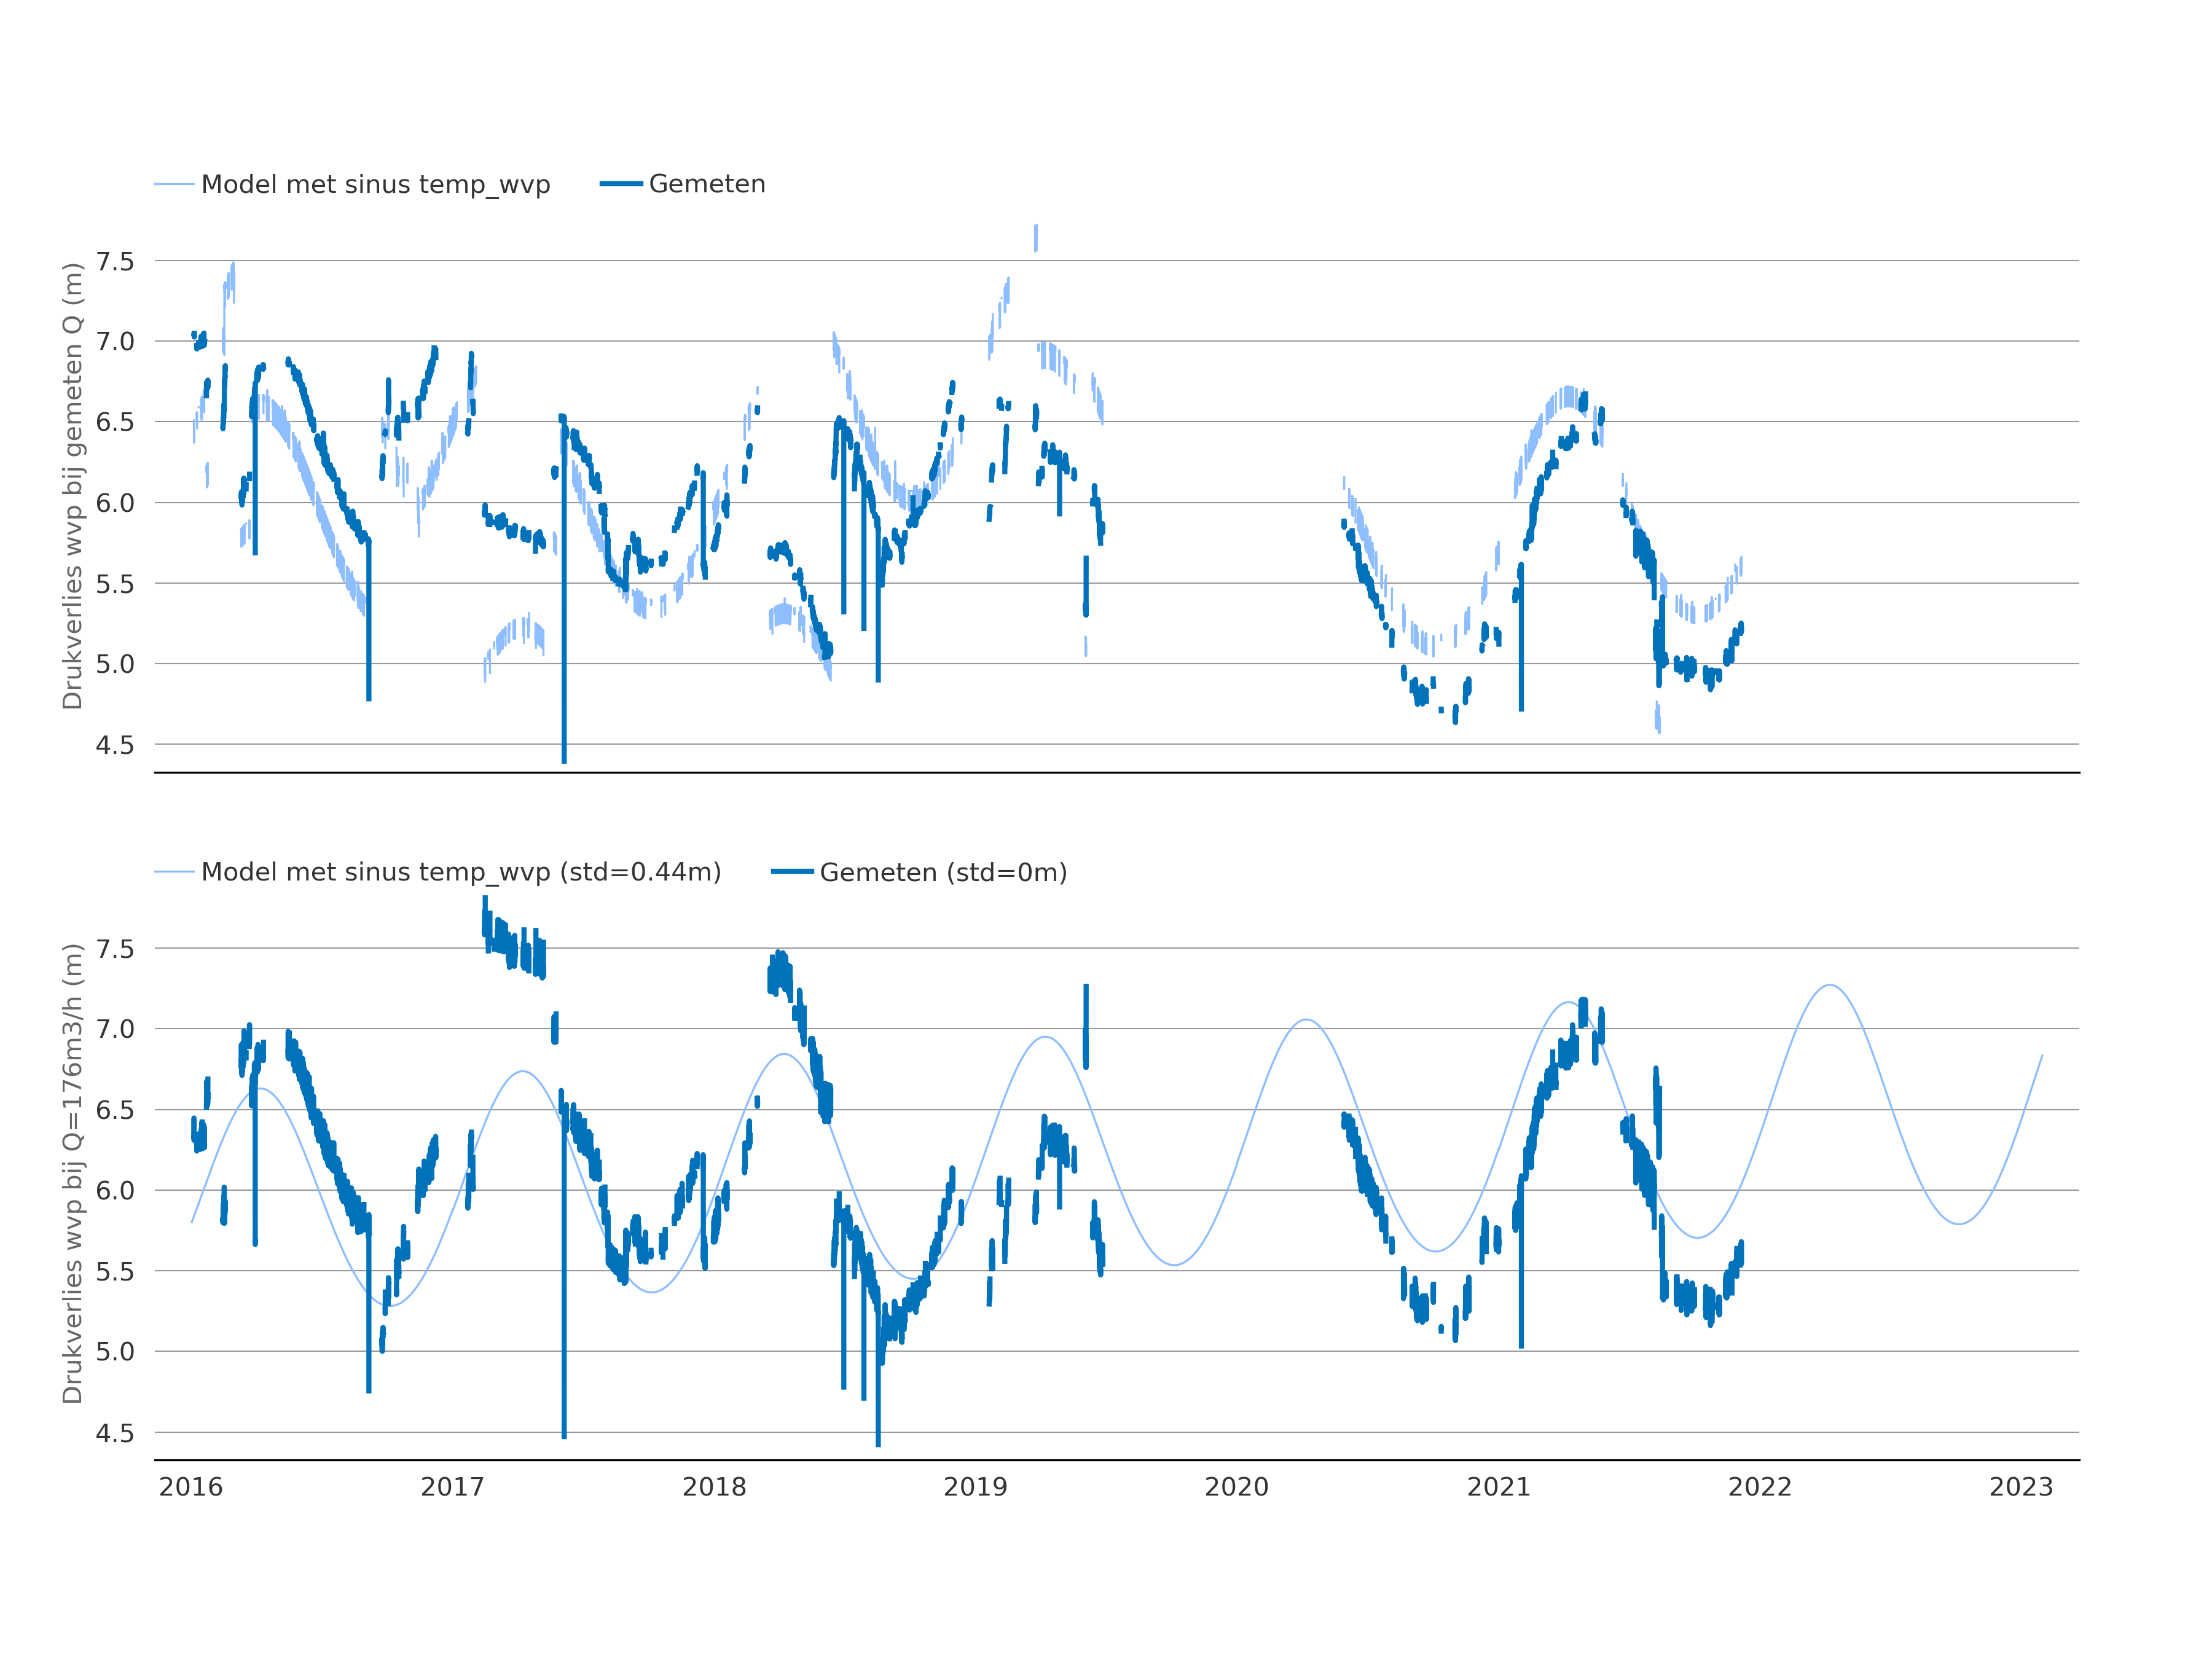 Model met sinus temp_wvp Gemeten
Drukverlies wvp bij gemeten Q (m)
7.5
7.0
6.5
6.0
5.5
5.0
4.5
Model met sinus temp_wvp (std=0.44m) Gemeten (std=0m)
Drukverlies wvp bij Q=176m3/h (m)
7.5
7.0
6.5
6.0
5.5
5.0
4.5
2016 2017 2018 2019 2020 2021 2022 2023